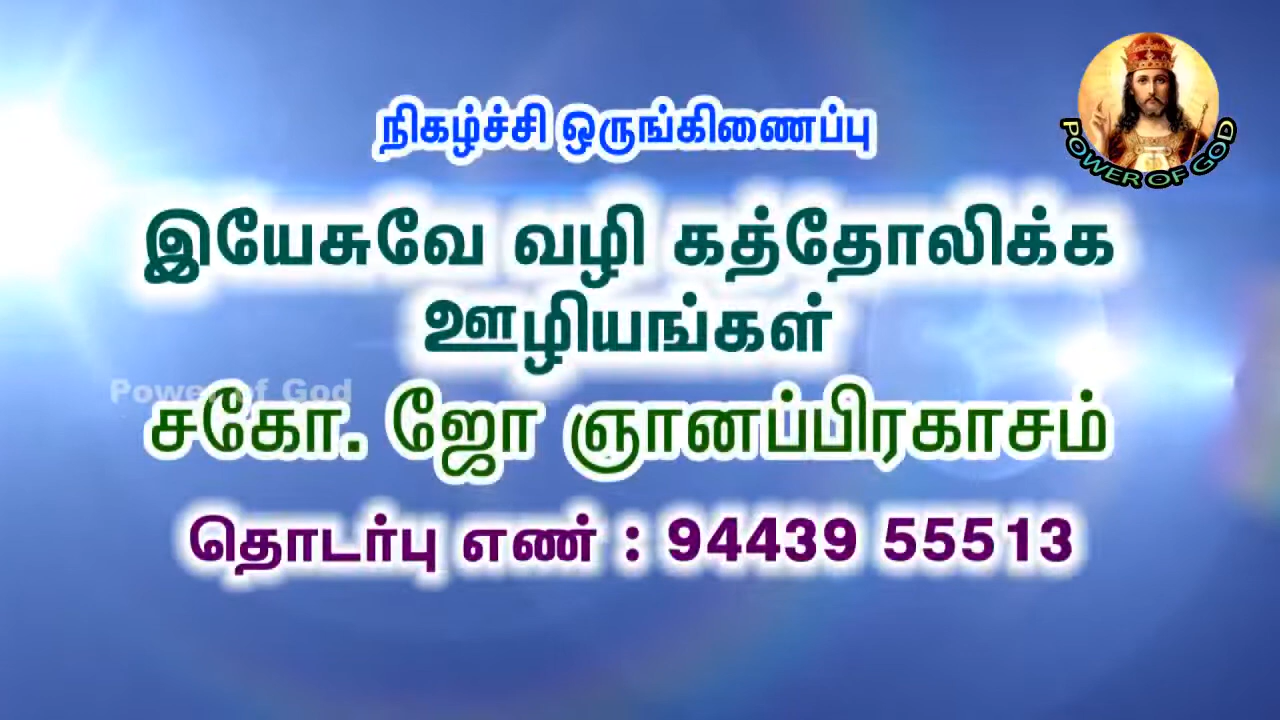 நிகழ்ச்சி ஒருங்கிணைப்பு
இயேசுவே வழி கத்தோலிக்க
ஊழியங்கள்
Power of God
சகோ. ஜோ ஞானப்பிரகாசம்
தொடர்பு எண் : 94439 55513
POWER OF GOD